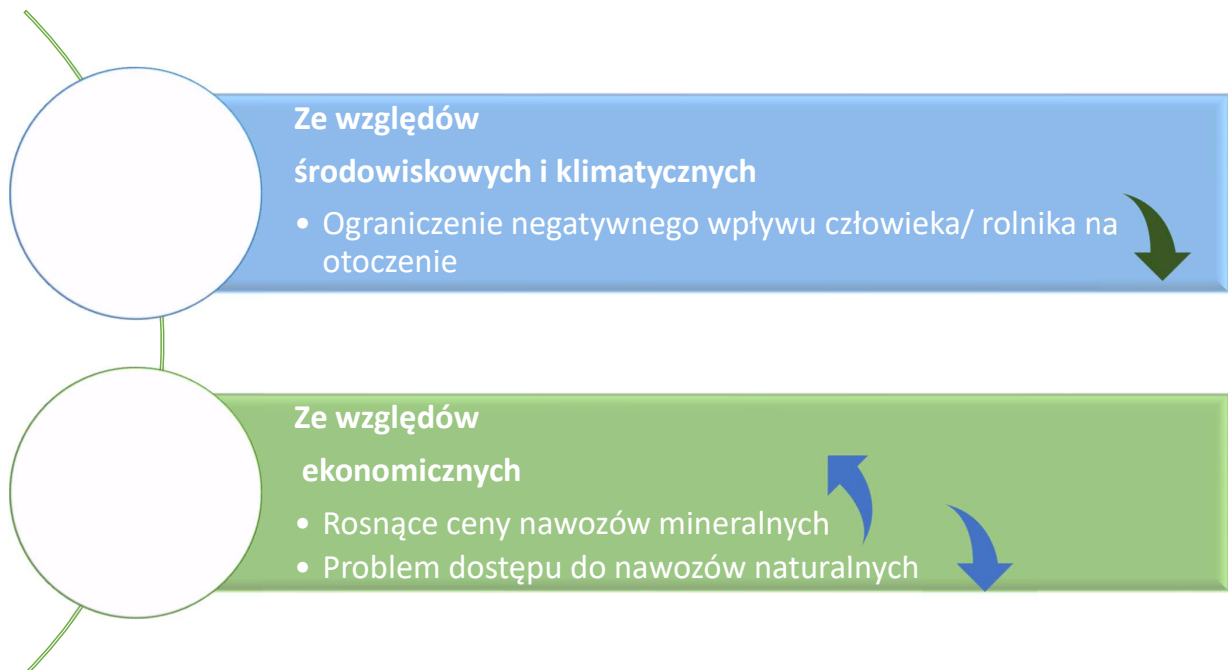 Ze względów
środowiskowych i klimatycznych
• Ograniczenie negatywnego wpływu człowieka/ rolnika na
otoczenie
Ze względów
ekonomicznych
• Rosnące ceny nawozów mineralnych
• Problem dostępu do nawozów naturalnych